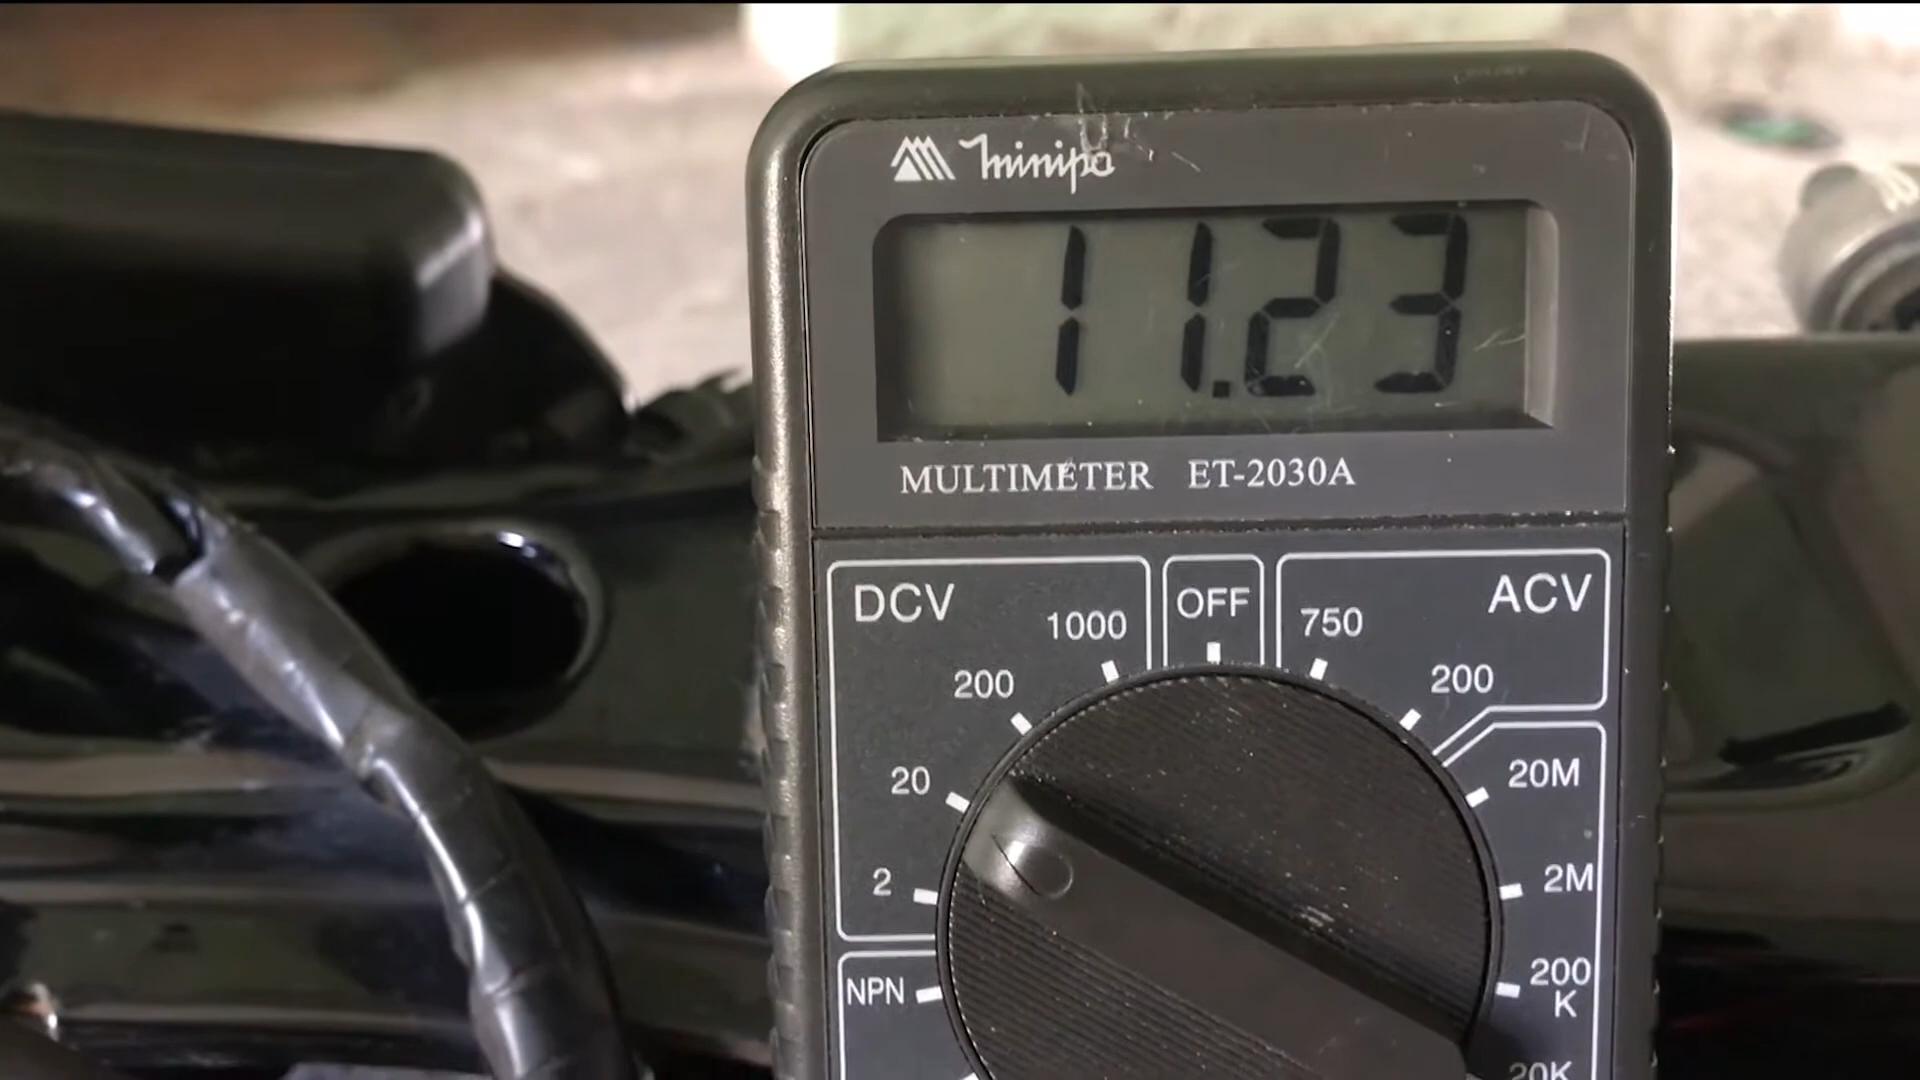 minipa
11.23
MULTIMETER ET-2030A
DCV
1000
200
20
2
OFF
750
ACV
200
20M
2M
200
K
20K
NPN